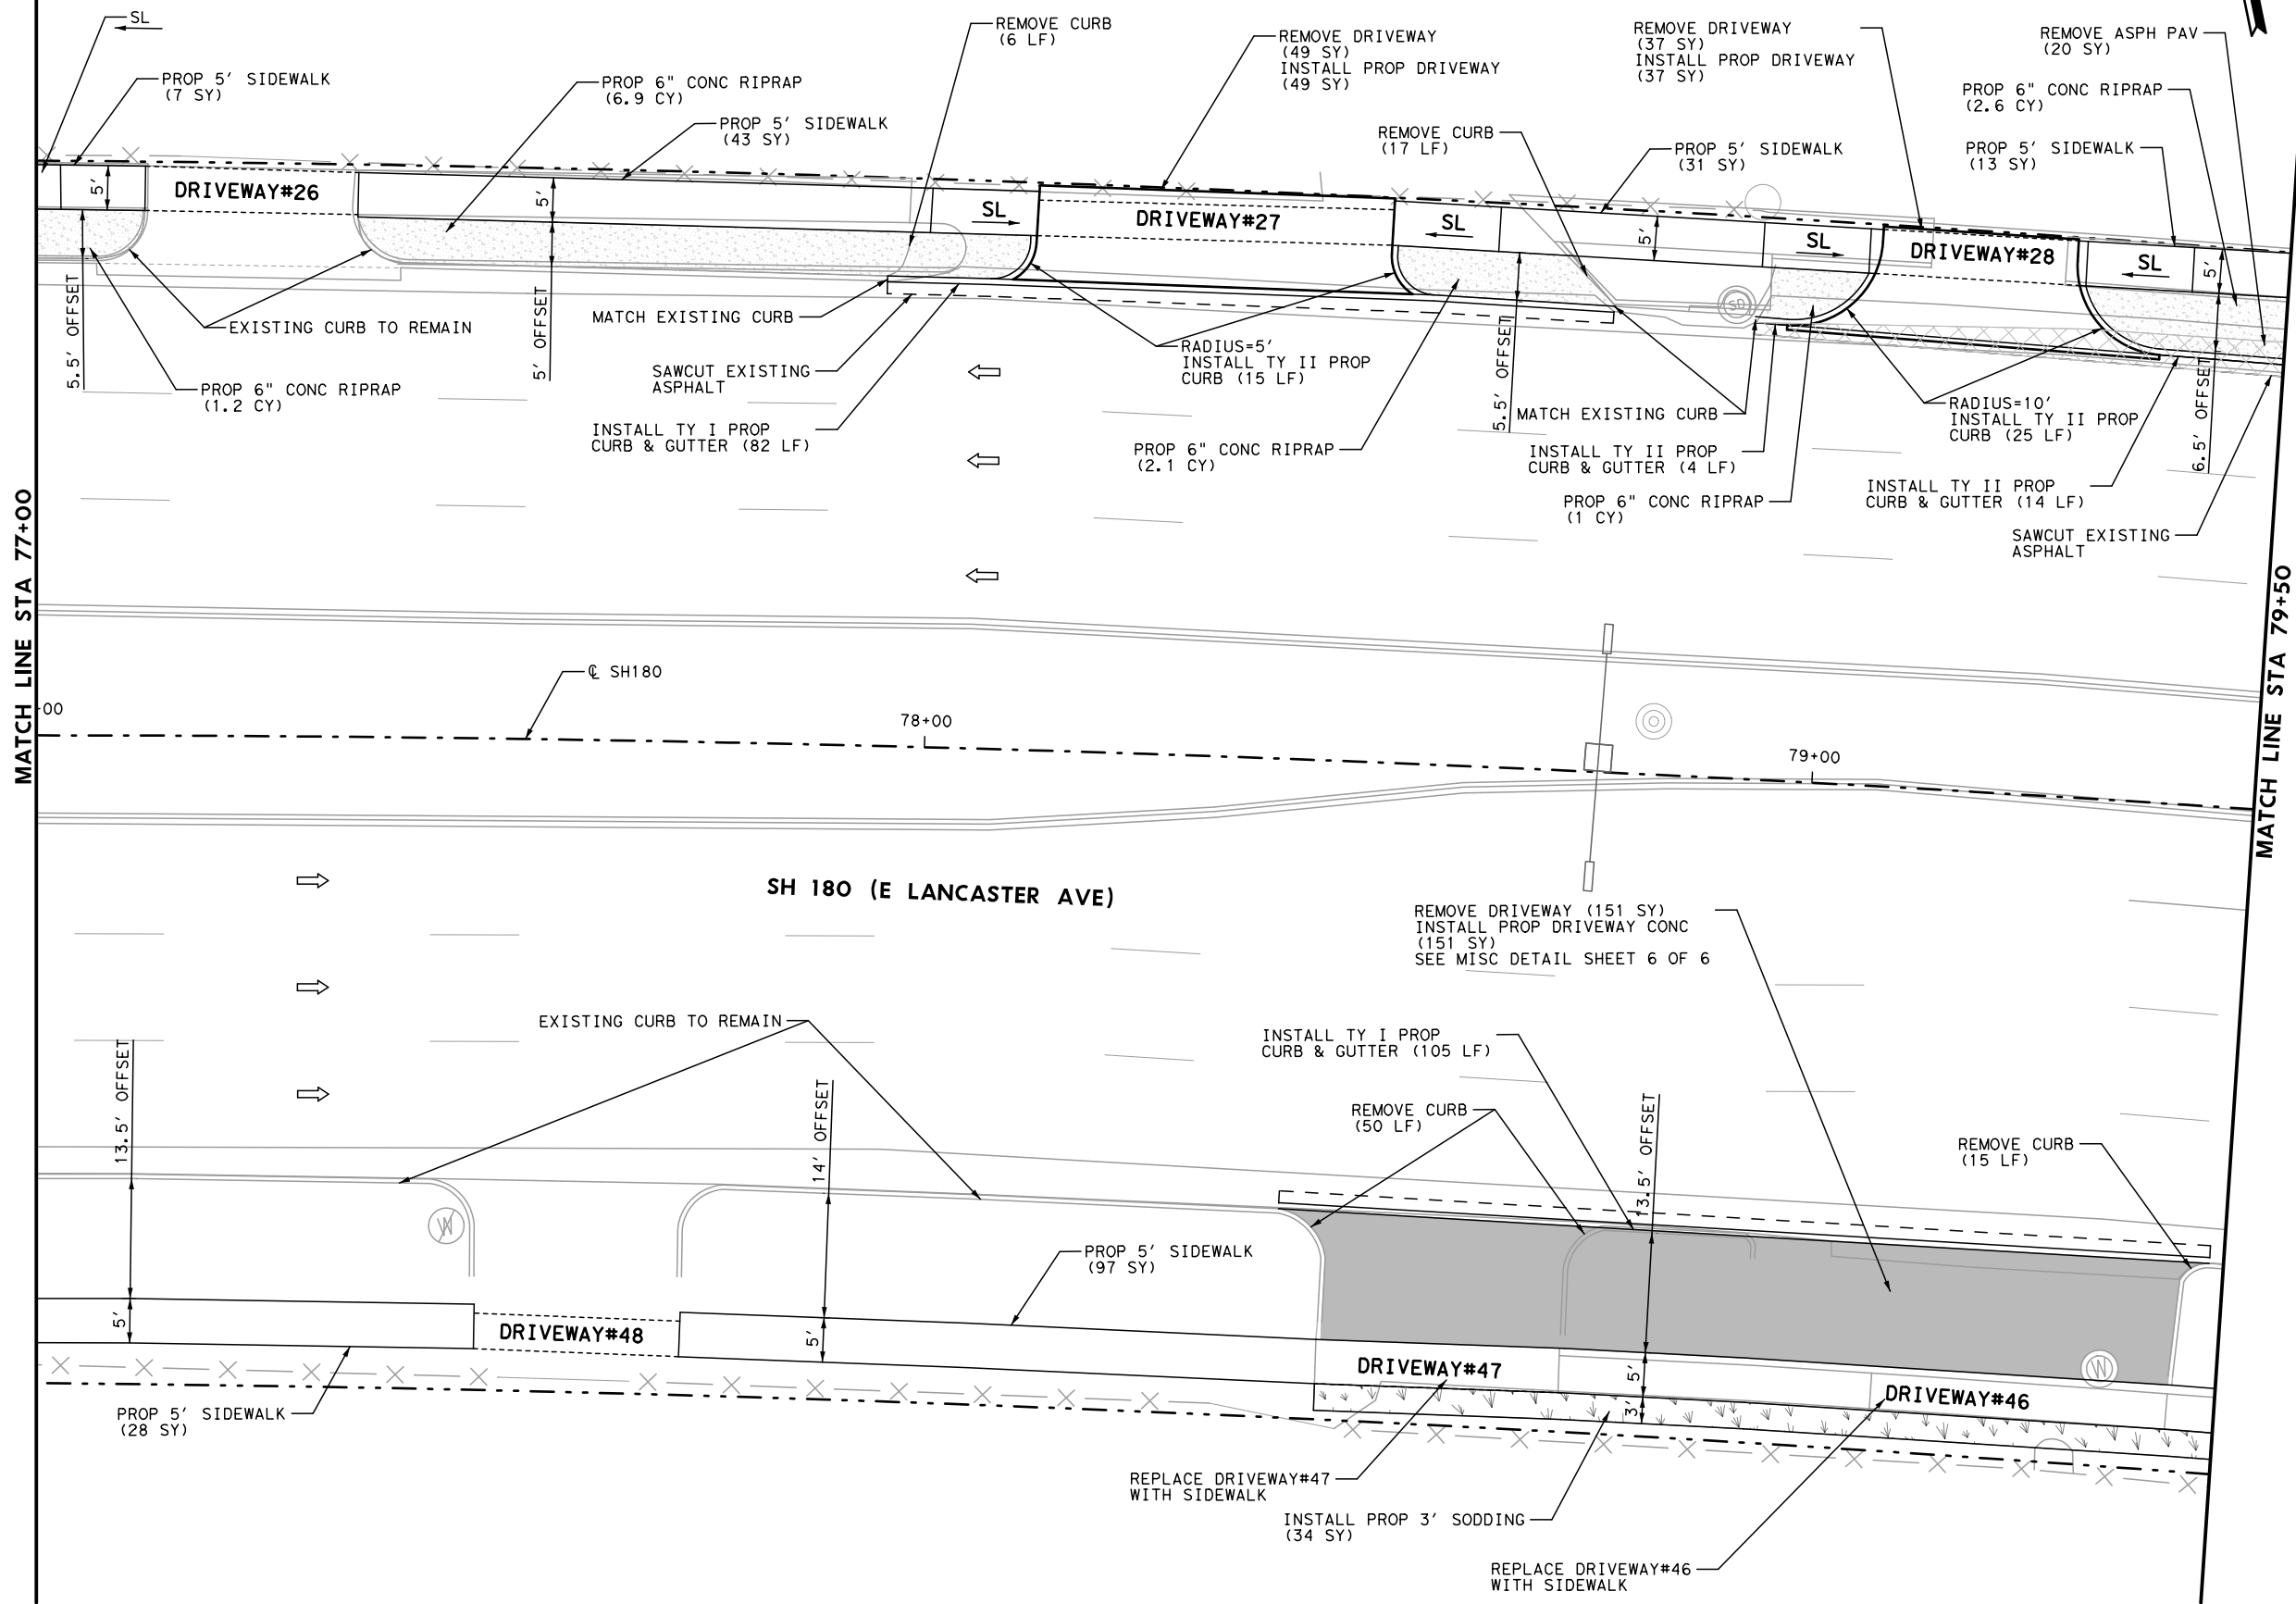 SL
PROP 5' SIDEWALK
(7 SY)
PROP 6" CONC RIPRAP
(6.9 CY)
PROP 5' SIDEWALK
(43 SY)
REMOVE CURB
(6 LF)
REMOVE DRIVEWAY
(49 SY)
INSTALL PROP DRIVEWAY
(49 SY)
REMOVE CURB
(17 LF)
REMOVE DRIVEWAY
(37 SY)
INSTALL PROP DRIVEWAY
(37 SY)
PROP 5' SIDEWALK
(31 SY)
REMOVE ASPH PAV
(20 SY)
PROP 6" CONC RIPRAP
(2.6 CY)
PROP 5' SIDEWALK
(13 SY)
5'
DRIVEWAY#26
5'
SL
DRIVEWAY#27
SL
5'
SL
DRIVEWAY#28
SL
5'
SD
5.5' OFFSET
EXISTING CURB TO REMAIN
PROP 6" CONC RIPRAP
(1.2 CY)
5' OFFSET
MATCH EXISTING CURB
SAWCUT EXISTING
ASPHALT
INSTALL TY I PROP
CURB & GUTTER (82 LF)
RADIUS=5'
INSTALL TY II PROP
CURB (15 LF)
PROP 6" CONC RIPRAP
(2.1 CY)
5.5' OFFSET
MATCH EXISTING CURB
INSTALL TY II PROP
CURB & GUTTER (4 LF)
PROP 6" CONC RIPRAP
(1 CY)
RADIUS=10'
INSTALL TY II PROP
CURB (25 LF)
6.5' OFFSET
INSTALL TY II PROP
CURB & GUTTER (14 LF)
SAWCUT EXISTING
ASPHALT
MATCH LINE STA 77+00
MATCH LINE STA 79+50
℄ SH180
+00
78+00
79+00
SH 180 (E LANCASTER AVE)
REMOVE DRIVEWAY (151 SY)
INSTALL PROP DRIVEWAY CONC
(151 SY)
SEE MISC DETAIL SHEET 6 OF 6
EXISTING CURB TO REMAIN
INSTALL TY I PROP
CURB & GUTTER (105 LF)
13.5' OFFSET
14' OFFSET
REMOVE CURB
(50 LF)
13.5' OFFSET
REMOVE CURB
(15 LF)
W
PROP 5' SIDEWALK
(97 SY)
5'
DRIVEWAY#48
5'
DRIVEWAY#47
5'
3'
W
DRIVEWAY#46
PROP 5' SIDEWALK
(28 SY)
REPLACE DRIVEWAY#47
WITH SIDEWALK
INSTALL PROP 3' SODDING
(34 SY)
REPLACE DRIVEWAY#46
WITH SIDEWALK